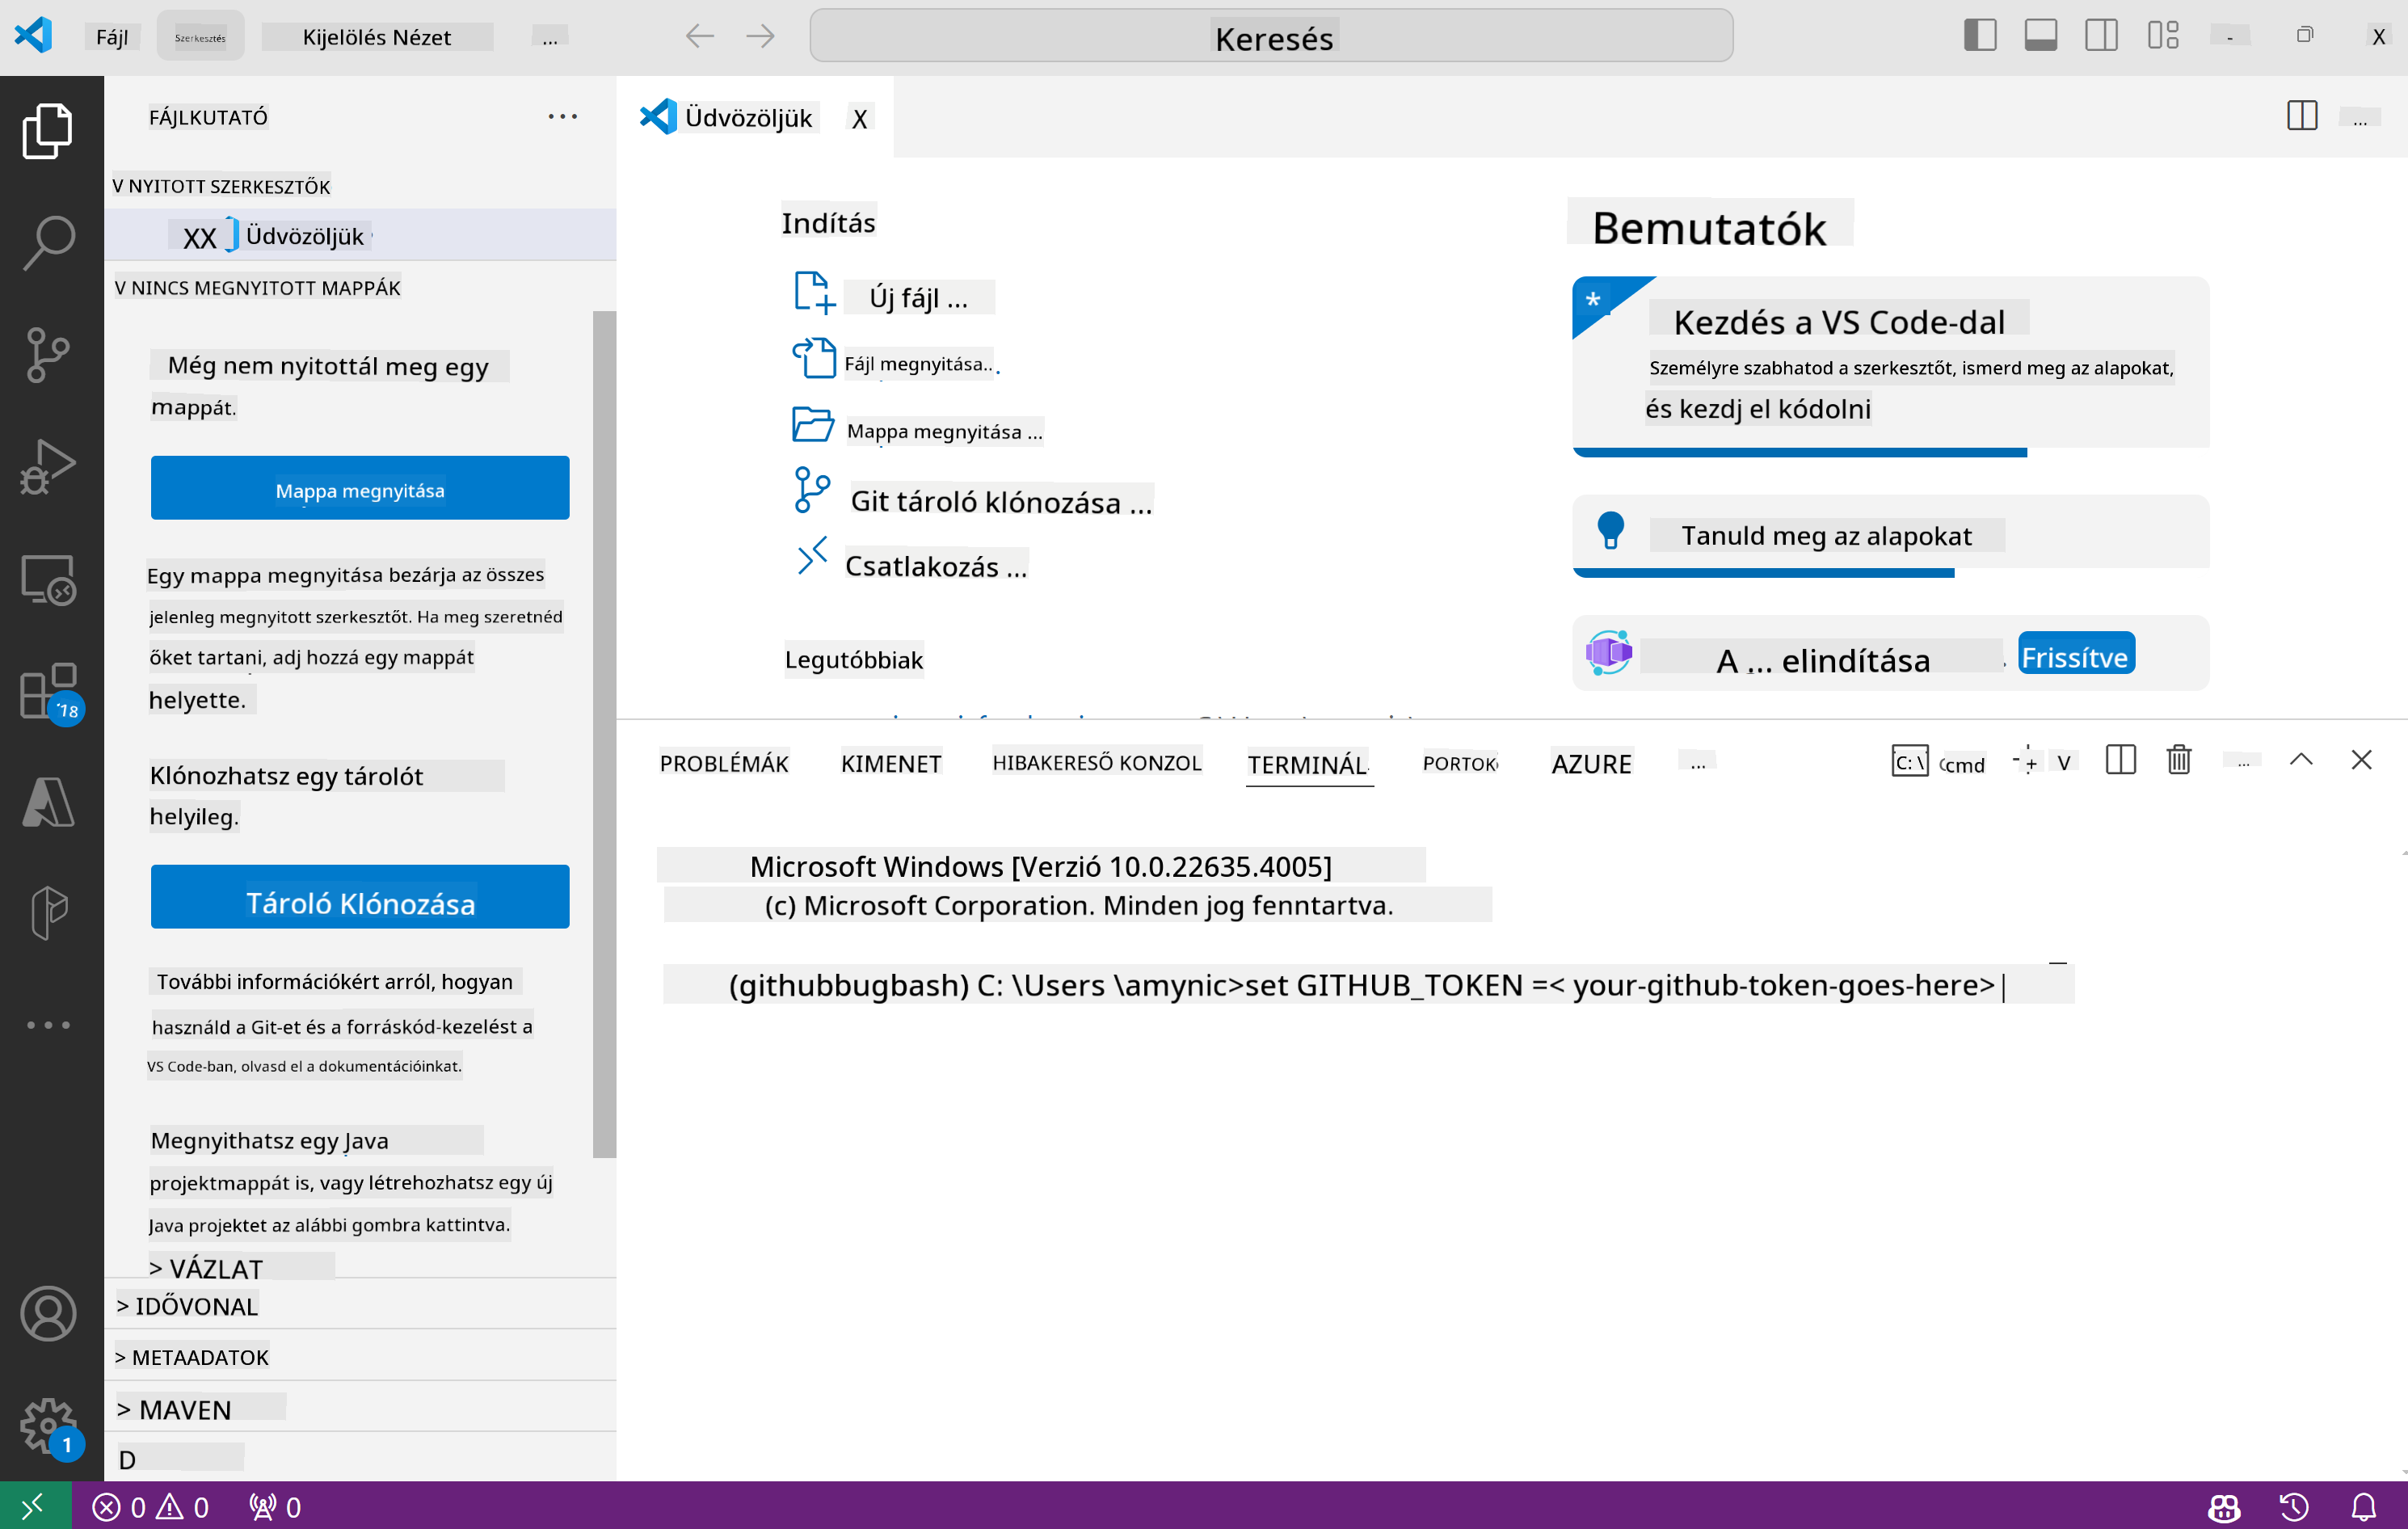 Fájl Szerkesztés Kijelölés Nézet ... Keresés - X
FÁJLKUTATÓ ...
V NYITOTT SZERKESZTŐK
XX Üdvözöljük
V NINCS MEGNYITOTT MAPPÁK
Még nem nyitottál meg egy
mappát.
Mappa megnyitása
Egy mappa megnyitása bezárja az összes
jelenleg megnyitott szerkesztőt. Ha meg szeretnéd
őket tartani, adj hozzá egy mappát
helyette.
Klónozhatsz egy tárolót
helyileg.
Tároló Klónozása
További információkért arról, hogyan
használd a Git-et és a forráskód-kezelést a
VS Code-ban, olvasd el a dokumentációinkat.
Megnyithatsz egy Java
projektmappát is, vagy létrehozhatsz egy új
Java projektet az alábbi gombra kattintva.
> VÁZLAT
> IDŐVONAL
> METAADATOK
> MAVEN
D
18
1
Üdvözöljük X ...
Indítás
Új fájl ...
Fájl megnyitása...
Mappa megnyitása ...
Git tároló klónozása ...
Csatlakozás ...
Legutóbbiak
Bemutatók
* Kezdés a VS Code-dal
Személyre szabhatod a szerkesztőt, ismerd meg az alapokat,
és kezdj el kódolni
Tanuld meg az alapokat
A ... elindítása Frissítve
PROBLÉMÁK KIMENET HIBAKERESŐ KONZOL TERMINÁL PORTOK AZURE ... C:\ cmd + V ...
Microsoft Windows [Verzió 10.0.22635.4005]
(c) Microsoft Corporation. Minden jog fenntartva.
(githubbugbash) C: \Users \amynic>set GITHUB_TOKEN =< your-github-token-goes-here>|
0 0 0